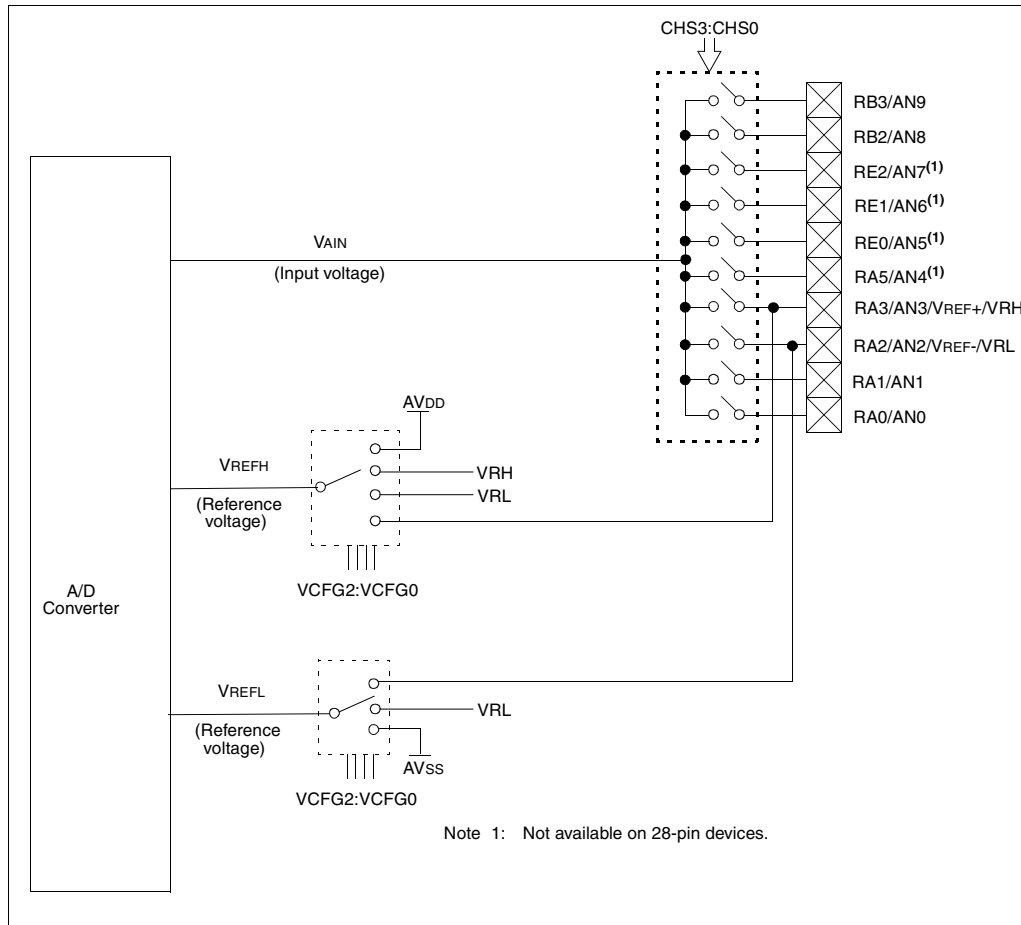 CHS3:CHS0
RB3/AN9
RB2/AN8
RE2/AN7(1)
RE1/AN6(1)
RE0/AN5(1)
RA5/AN4(1)
RA3/AN3/VREF+/VRH
RA2/AN2/VREF-/VRL
RA1/AN1
RA0/AN0
VAIN
(Input voltage)
AVDD
VREFH
(Reference
voltage)
VRH
VRL
VCFG2:VCFG0
A/D
Converter
VREFL
(Reference
voltage)
VRL
AVSS
VCFG2:VCFG0
Note 1: Not available on 28-pin devices.